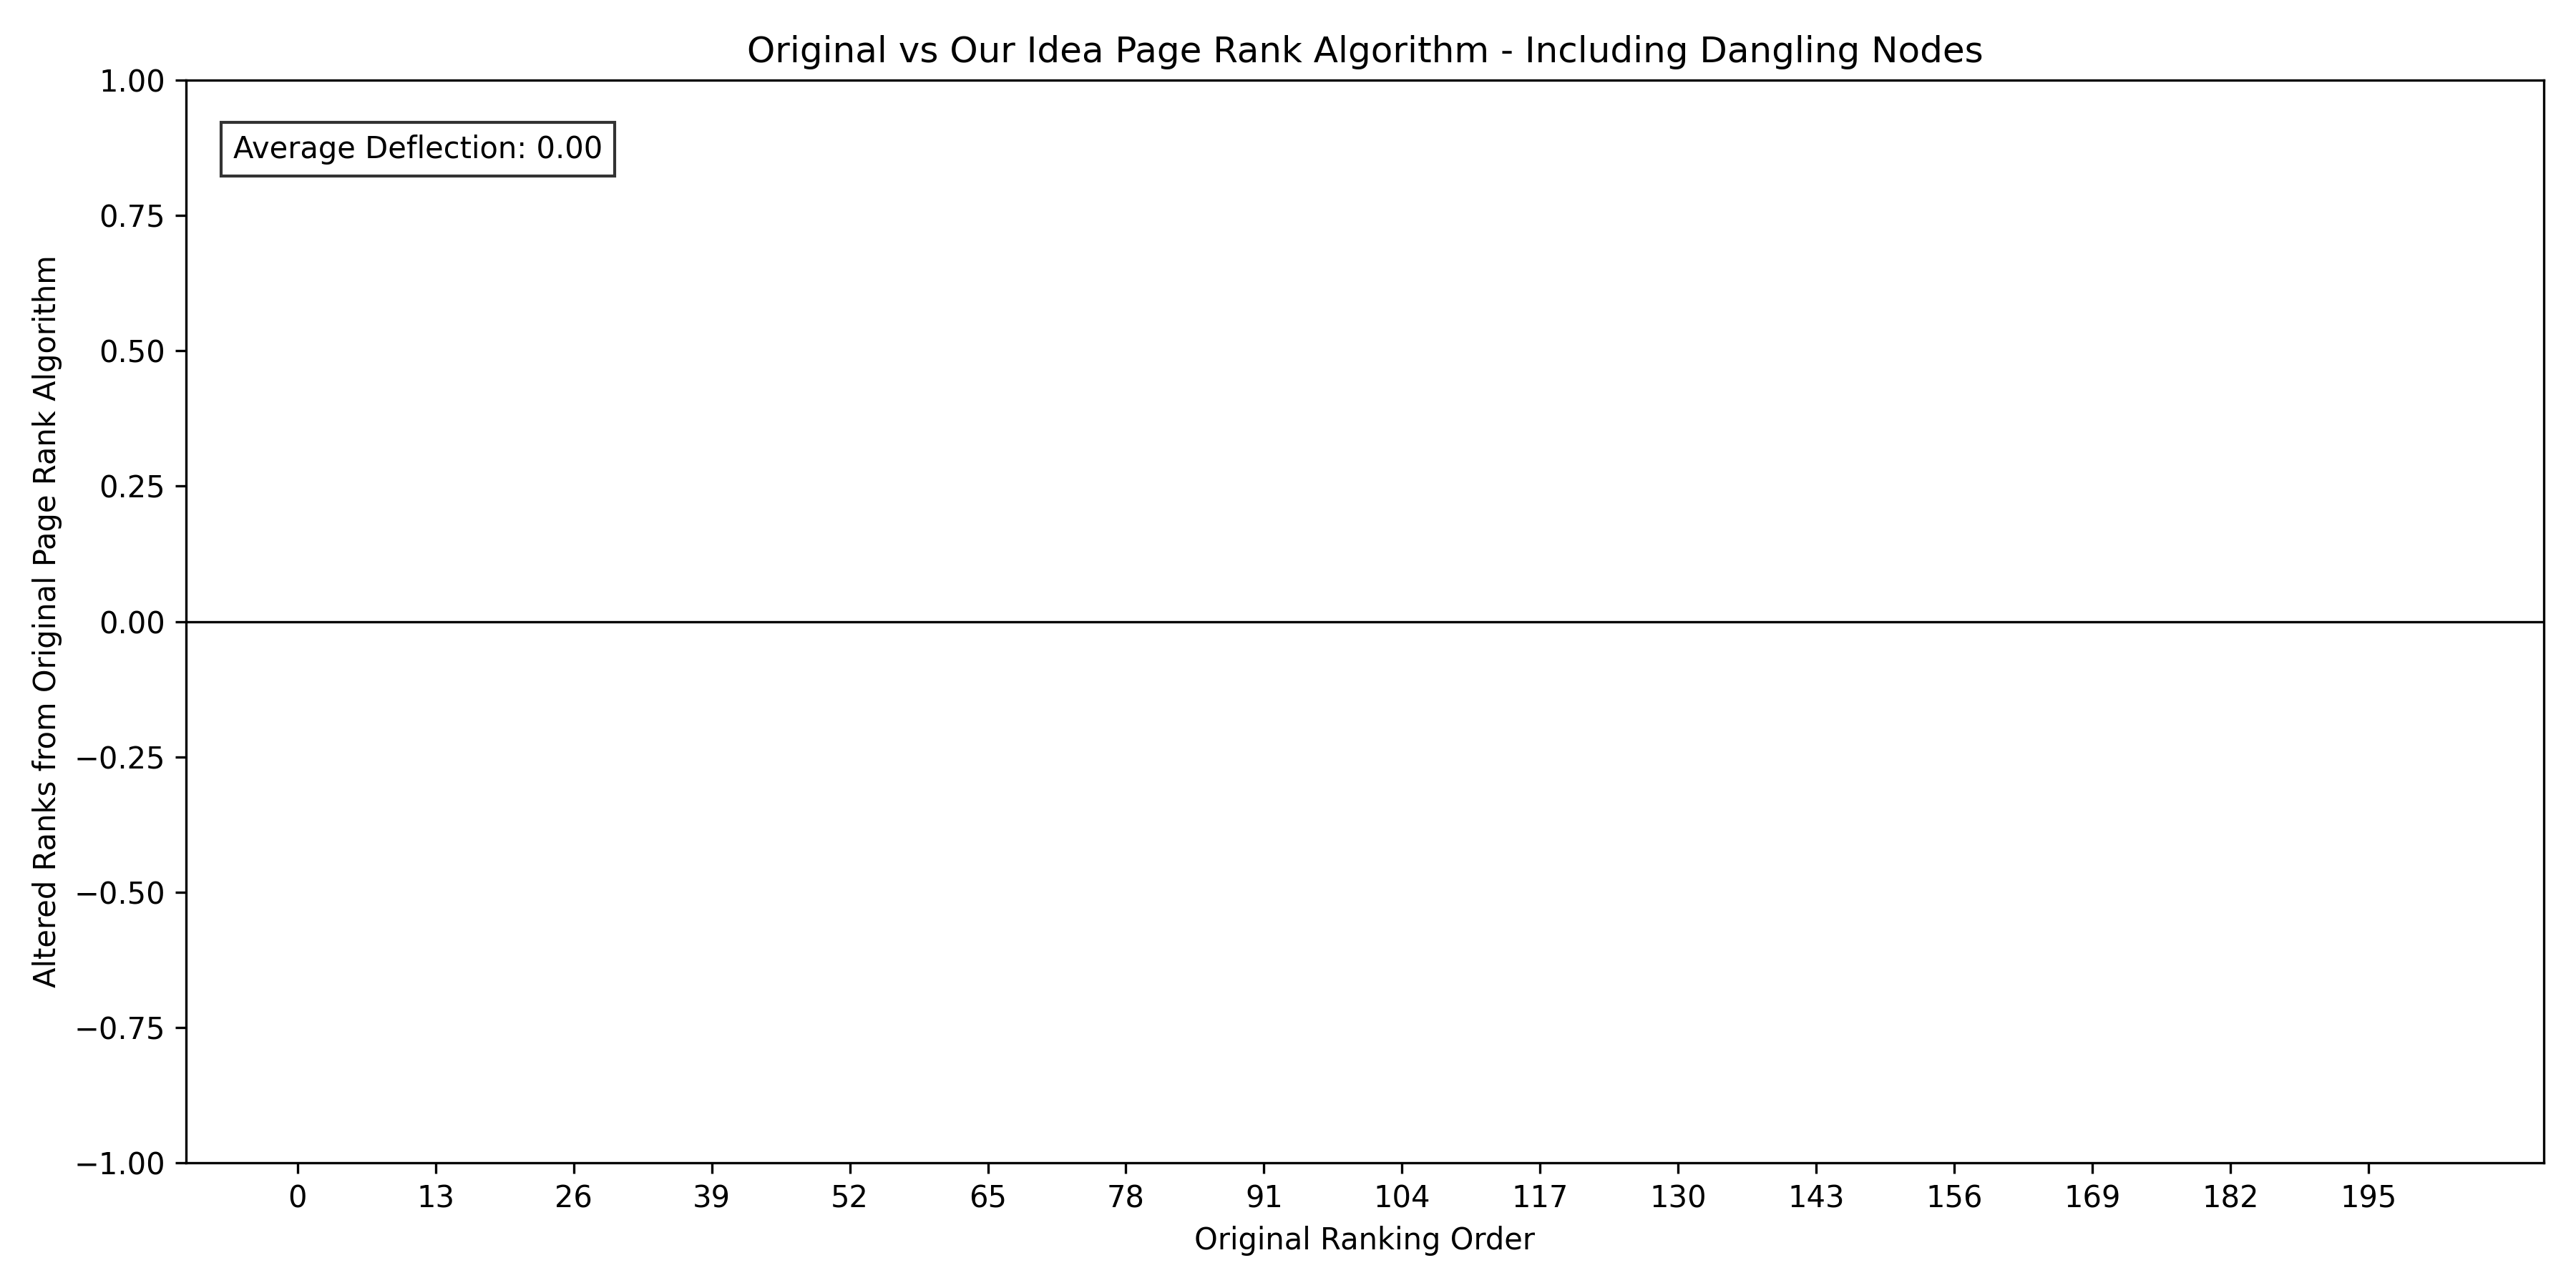 Original vs Our Idea Page Rank Algorithm - Including Dangling Nodes
Average Deflection: 0.00
Altered Ranks from Original Page Rank Algorithm
1.00
0.75
0.50
0.25
0.00
−0.25
−0.50
−0.75
−1.00
0 13 26 39 52 65 78 91 104 117 130 143 156 169 182 195
Original Ranking Order